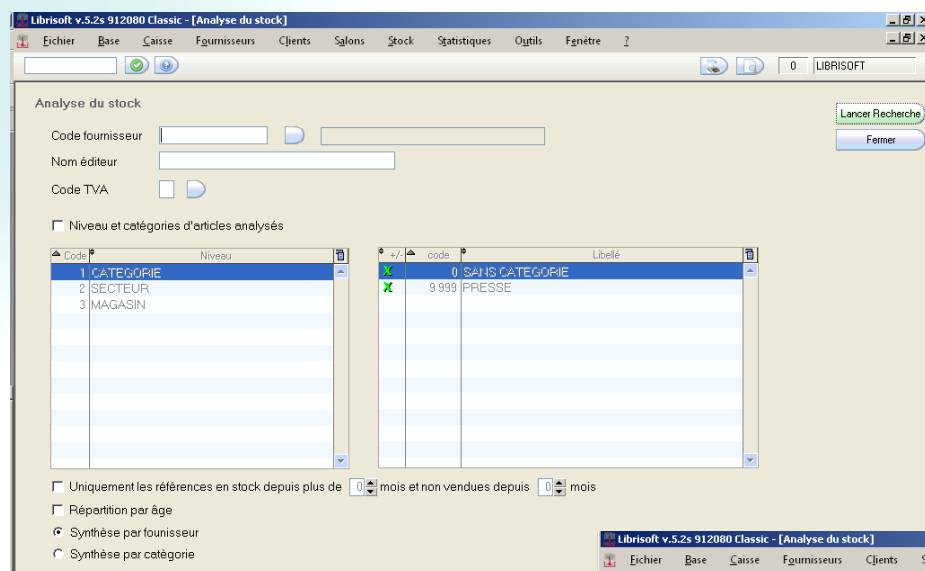 Librisoft v.5.2s 912080 Classic - [Analyse du stock]
Fichier Base Caisse Fournisseurs Clients Salons Stock Statistiques Outils Fenêtre ?
0 LIBRISOFT
Analyse du stock
Lancer Recherche
Code fournisseur
Fermer
Nom éditeur
Code TVA
Niveau et catégories d'articles analysés
Code Niveau
+/- code Libellé
1 CATEGORIE
X 0 SANS CATEGORIE
2 SECTEUR
X 9 999 PRESSE
3 MAGASIN
Uniquement les références en stock depuis plus de 0 mois et non vendues depuis 0 mois
Répartition par âge
Synthèse par founisseur
Synthèse par catègorie
Librisoft v.5.2s 912080 Classic - [Analyse du stock]
Fichier Base Caisse Fournisseurs Clients S